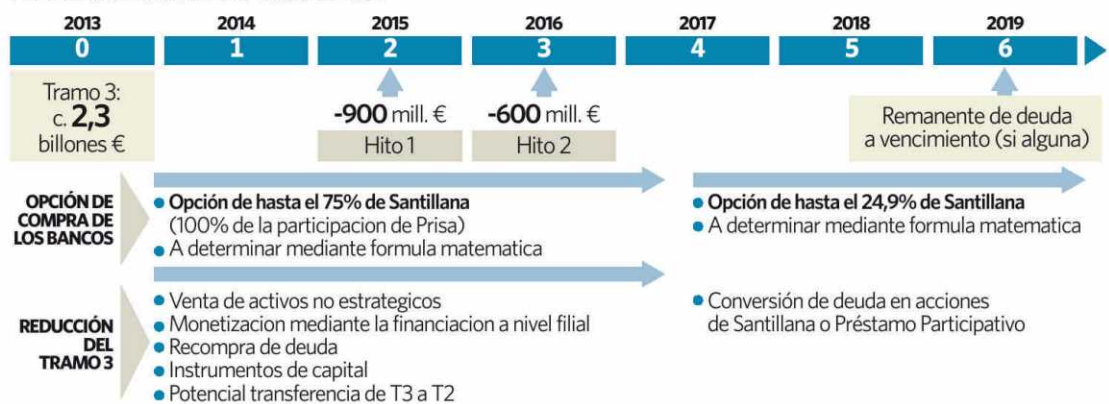 2013 2014 2015 2016 2017 2018 2019
0 1 2 3 4 5 6
Tramo 3:
c. 2,3
billones €
-900 mill. €
Hito 1
-600 mill. €
Hito 2
Remanente de deuda
a vencimiento (si alguna)
OPCIÓN DE
COMPRA DE
LOS BANCOS
• Opción de hasta el 75% de Santillana
(100% de la participacion de Prisa)
• A determinar mediante formula matematica
• Opción de hasta el 24,9% de Santillana
• A determinar mediante formula matematica
REDUCCIÓN
DEL
TRAMO 3
• Venta de activos no estrategicos
• Monetizacion mediante la financiacion a nivel filial
• Recompra de deuda
• Instrumentos de capital
• Potencial transferencia de T3 a T2
• Conversión de deuda en acciones
de Santillana o Préstamo Participativo